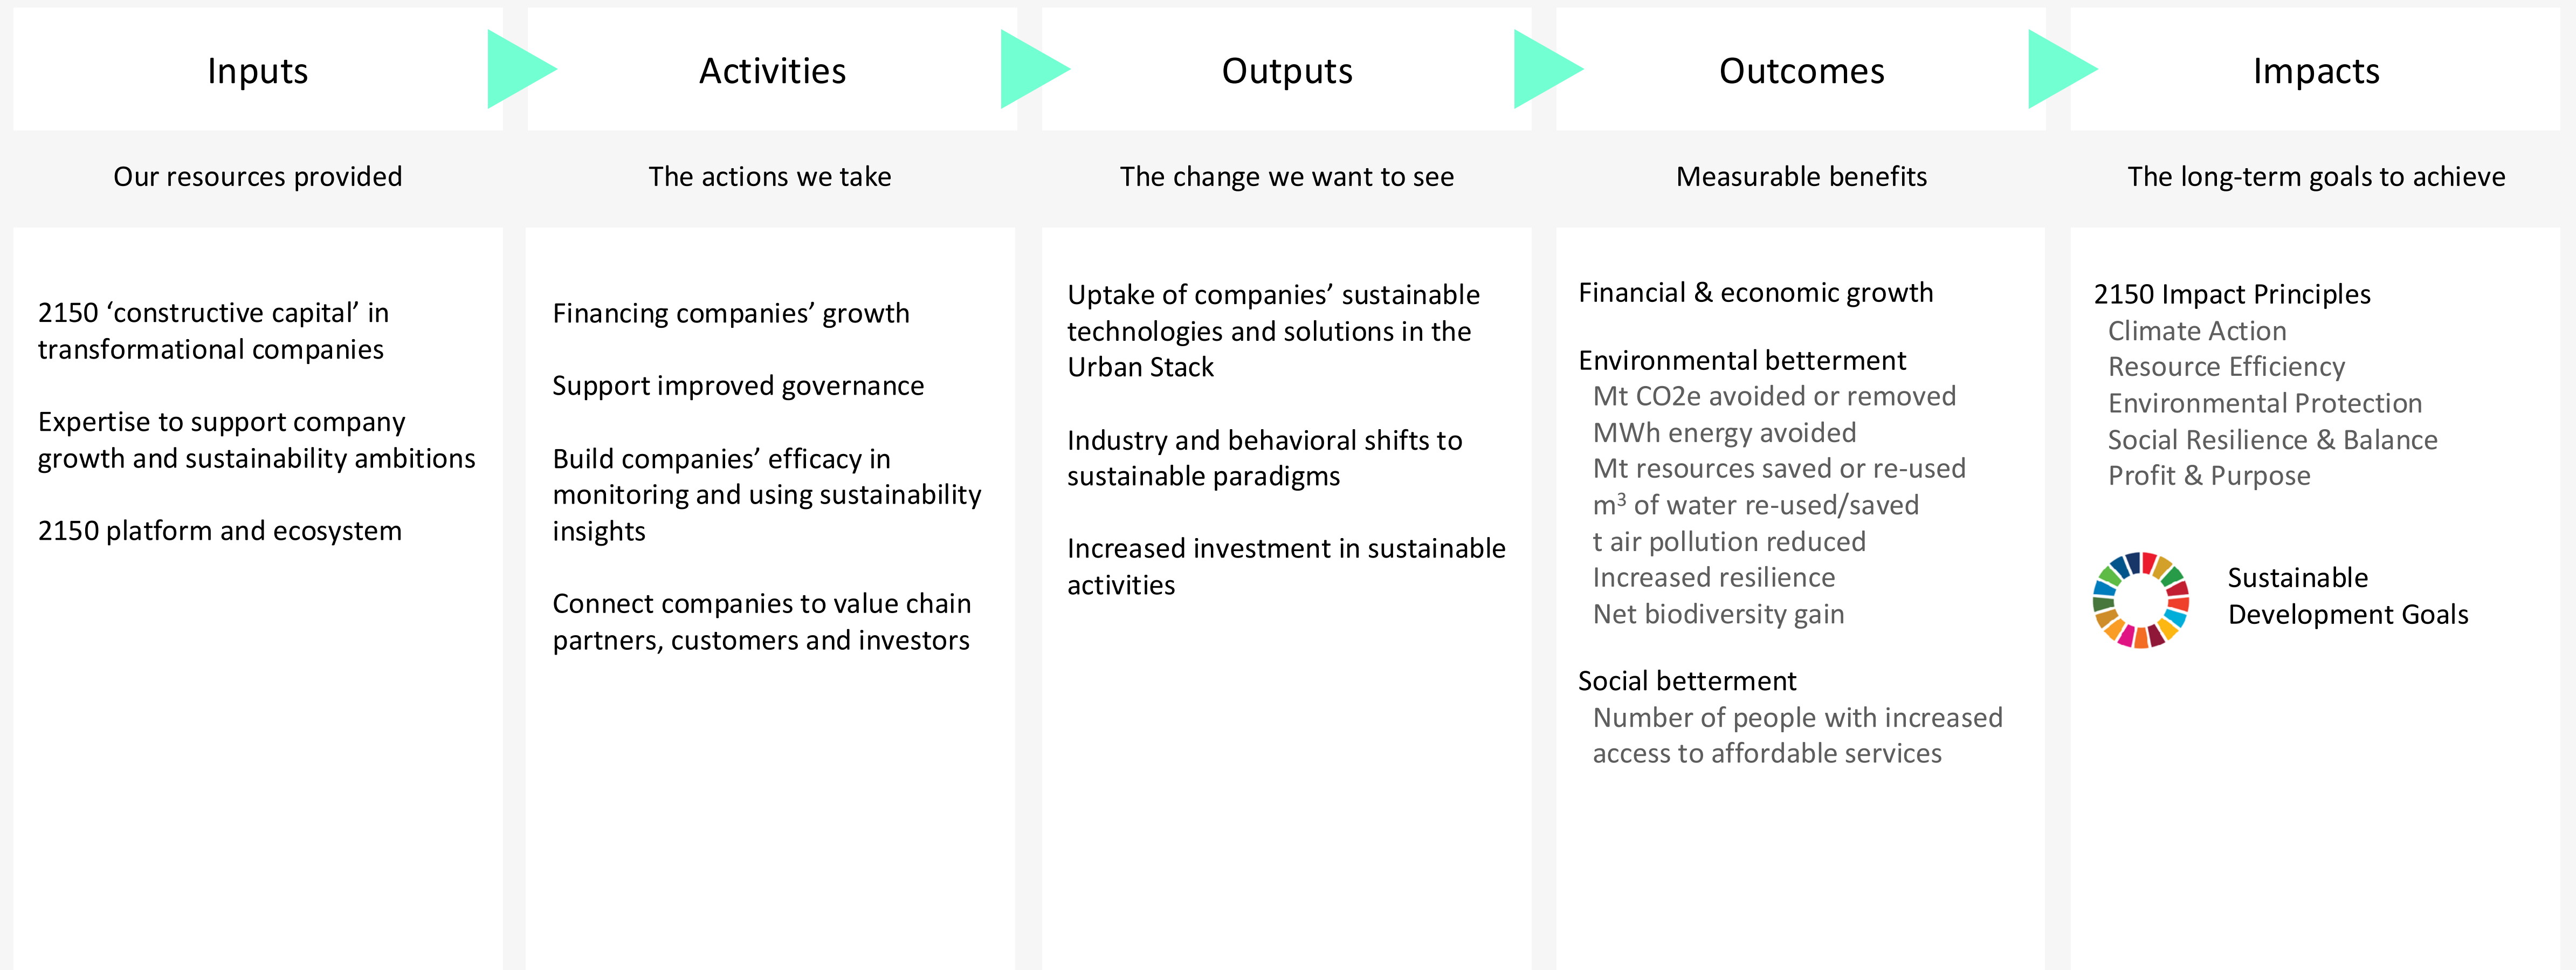 Inputs
Activities
Outputs
Outcomes
Impacts
Our resources provided
The actions we take
The change we want to see
Measurable benefits
The long-term goals to achieve
2150 ‘constructive capital’ in
transformational companies
Expertise to support company
growth and sustainability ambitions
2150 platform and ecosystem
Financing companies’ growth
Support improved governance
Build companies’ efficacy in
monitoring and using sustainability
insights
Connect companies to value chain
partners, customers and investors
Uptake of companies’ sustainable
technologies and solutions in the
Urban Stack
Industry and behavioral shifts to
sustainable paradigms
Increased investment in sustainable
activities
Financial & economic growth
Environmental betterment
Mt CO2e avoided or removed
MWh energy avoided
Mt resources saved or re-used
m³ of water re-used/saved
t air pollution reduced
Increased resilience
Net biodiversity gain
Social betterment
Number of people with increased
access to affordable services
2150 Impact Principles
Climate Action
Resource Efficiency
Environmental Protection
Social Resilience & Balance
Profit & Purpose
Sustainable
Development Goals